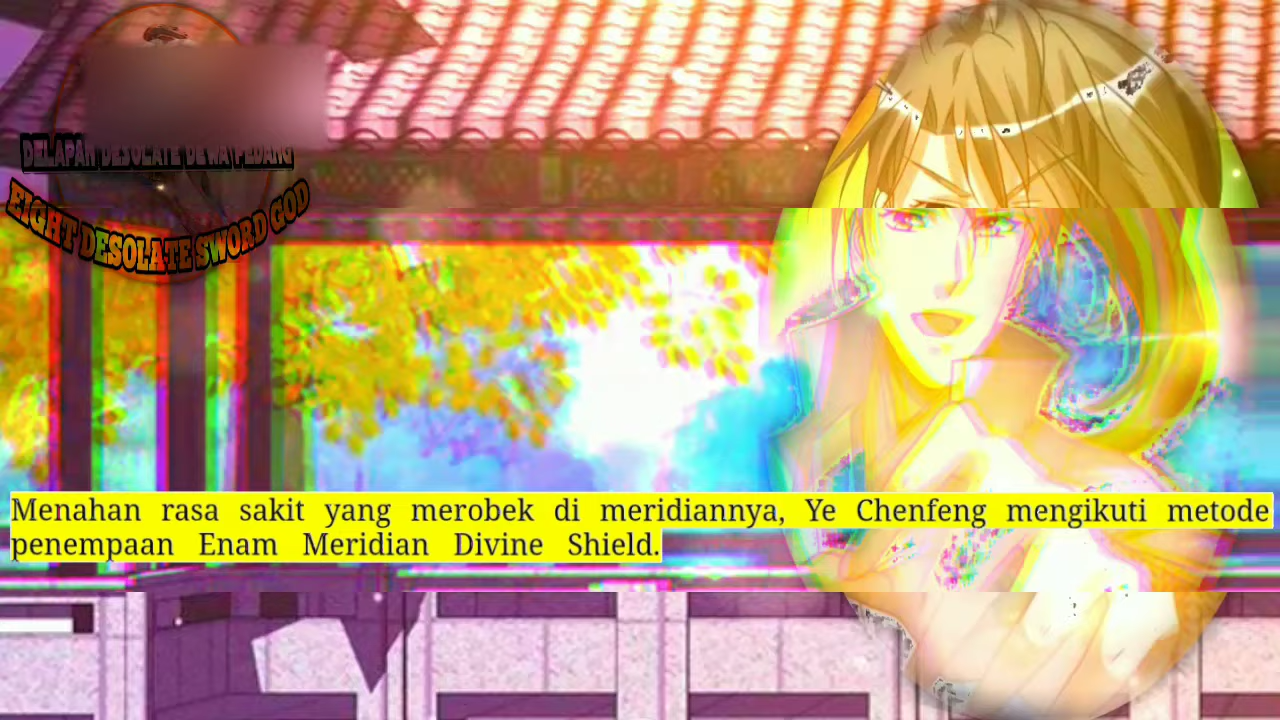 DELAPAN DESOLATE DEWA PEDANG
EIGHT DESOLATE SWORD GOD
Menahan rasa sakit yang merobek di meridiannya, Ye Chenfeng mengikuti metode
penempaan Enam Meridian Divine Shield.